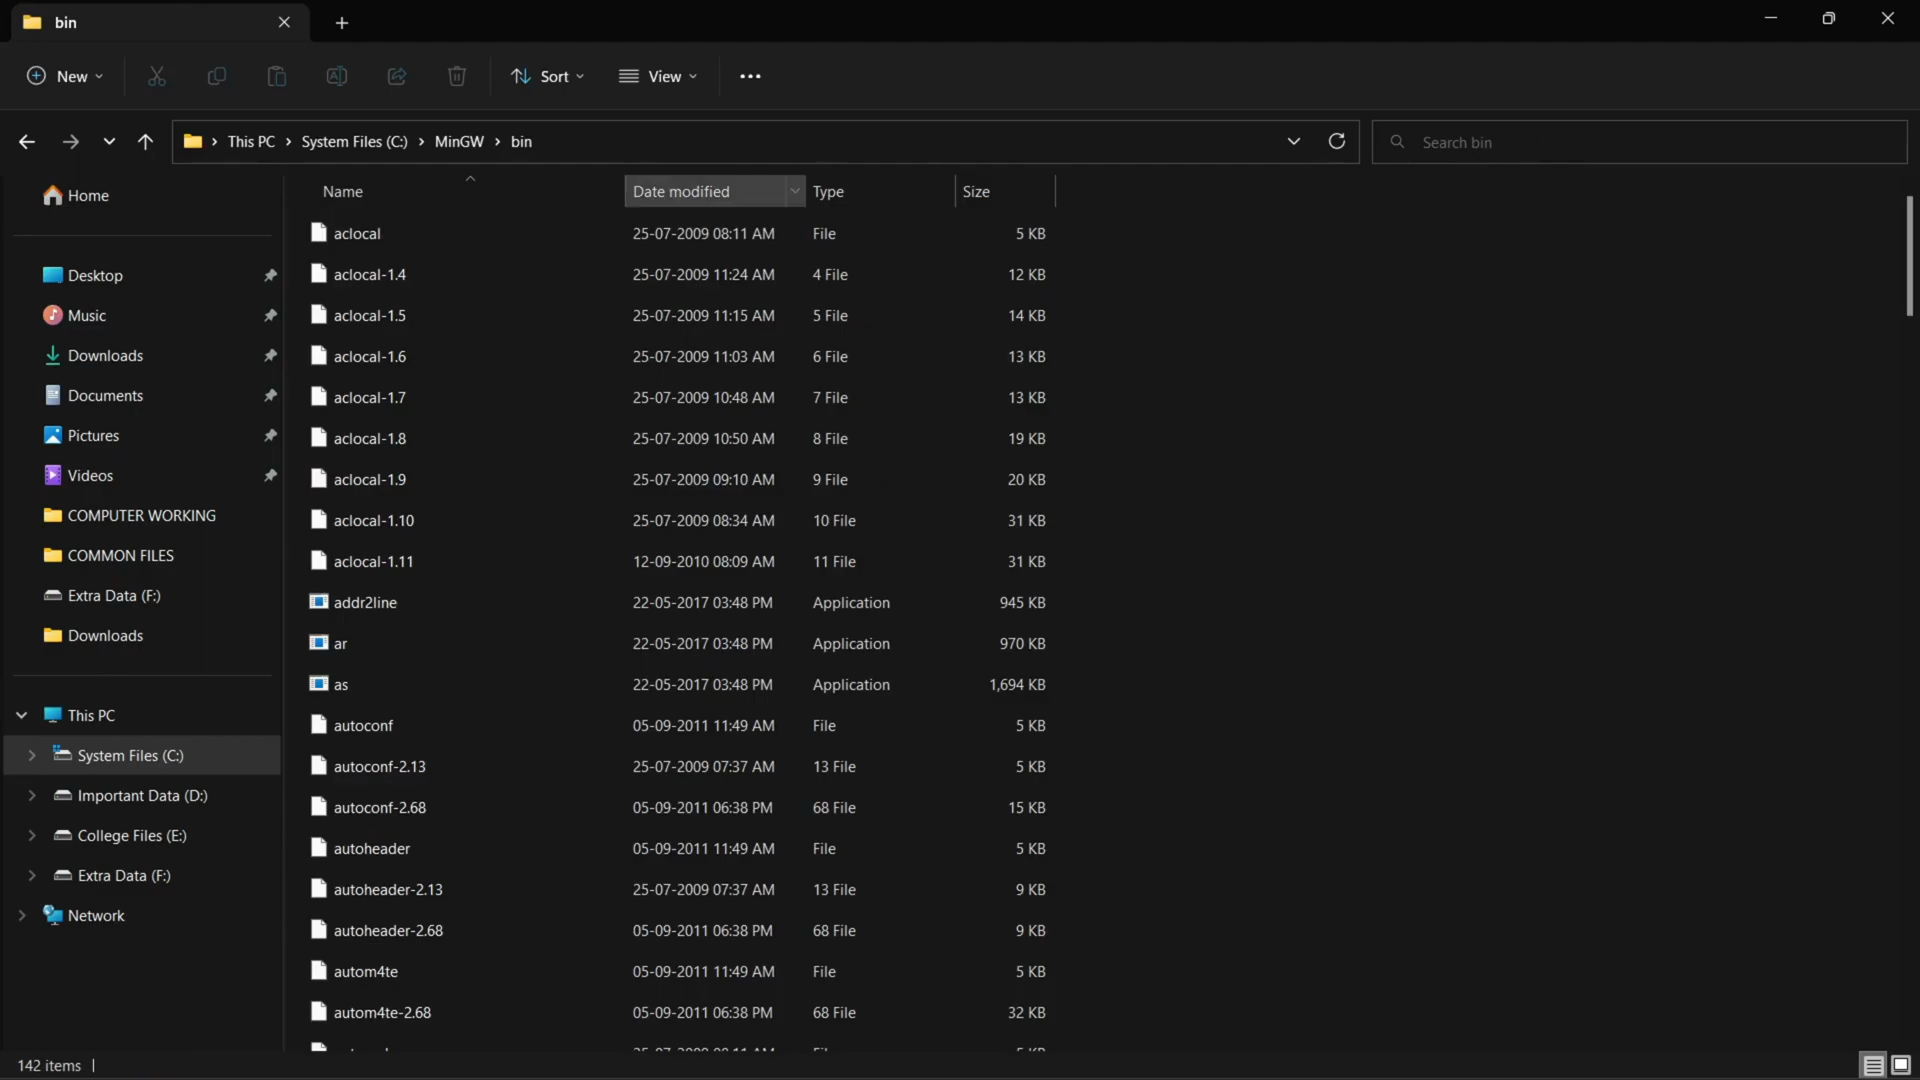 bin
New
Sort
View
This PC
System Files (C:)
MinGW
bin
Search bin
Home
Desktop
Music
Downloads
Documents
Pictures
Videos
COMPUTER WORKING
COMMON FILES
Extra Data (F:)
Downloads
This PC
System Files (C:)
Important Data (D:)
College Files (E:)
Extra Data (F:)
Network
Name Date modified Type Size
aclocal 25-07-2009 08:11 AM File 5 KB
aclocal-1.4 25-07-2009 11:24 AM 4 File 12 KB
aclocal-1.5 25-07-2009 11:15 AM 5 File 14 KB
aclocal-1.6 25-07-2009 11:03 AM 6 File 13 KB
aclocal-1.7 25-07-2009 10:48 AM 7 File 13 KB
aclocal-1.8 25-07-2009 10:50 AM 8 File 19 KB
aclocal-1.9 25-07-2009 09:10 AM 9 File 20 KB
aclocal-1.10 25-07-2009 08:34 AM 10 File 31 KB
aclocal-1.11 12-09-2010 08:09 AM 11 File 31 KB
addr2line 22-05-2017 03:48 PM Application 945 KB
ar 22-05-2017 03:48 PM Application 970 KB
as 22-05-2017 03:48 PM Application 1,694 KB
autoconf 05-09-2011 11:49 AM File 5 KB
autoconf-2.13 25-07-2009 07:37 AM 13 File 5 KB
autoconf-2.68 05-09-2011 06:38 PM 68 File 15 KB
autoheader 05-09-2011 11:49 AM File 5 KB
autoheader-2.13 25-07-2009 07:37 AM 13 File 9 KB
autoheader-2.68 05-09-2011 06:38 PM 68 File 9 KB
autom4te 05-09-2011 11:49 AM File 5 KB
autom4te-2.68 05-09-2011 06:38 PM 68 File 32 KB
142 items